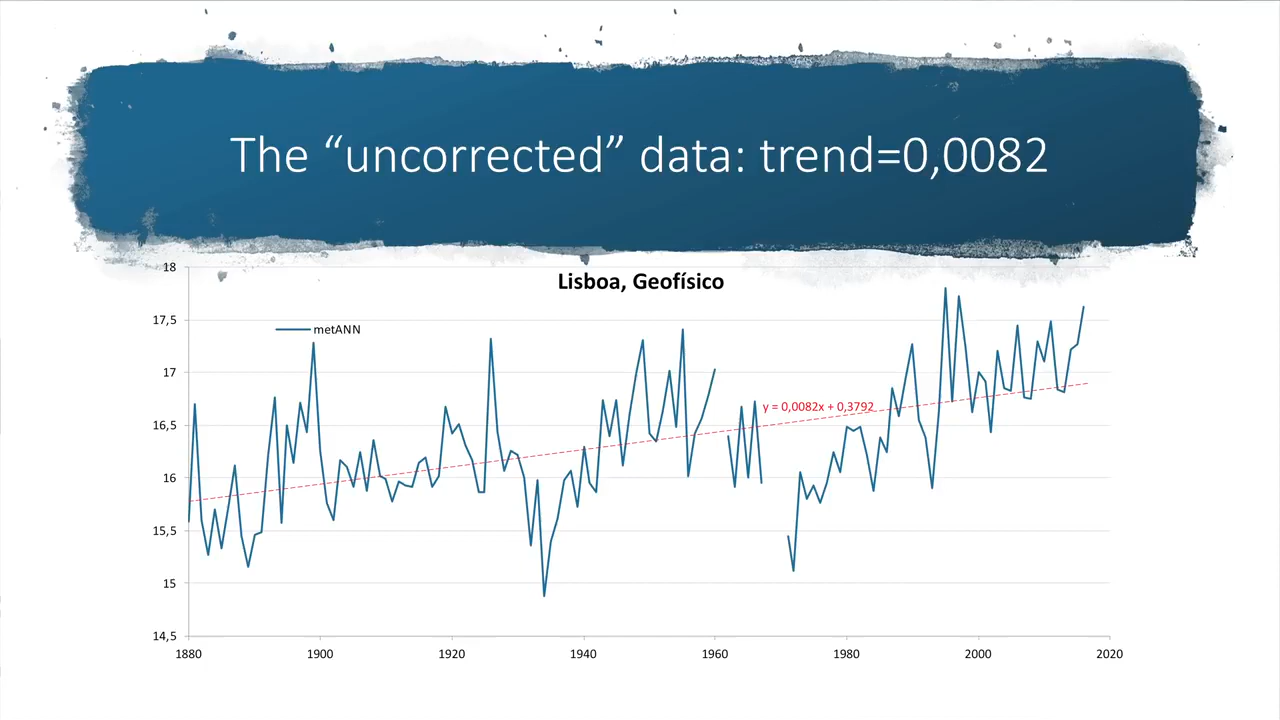 The “uncorrected” data: trend=0,0082
Lisboa, Geofísico
metANN
y = 0,0082x + 0,3792
18
17,5
17
16,5
16
15,5
15
14,5
1880 1900 1920 1940 1960 1980 2000 2020